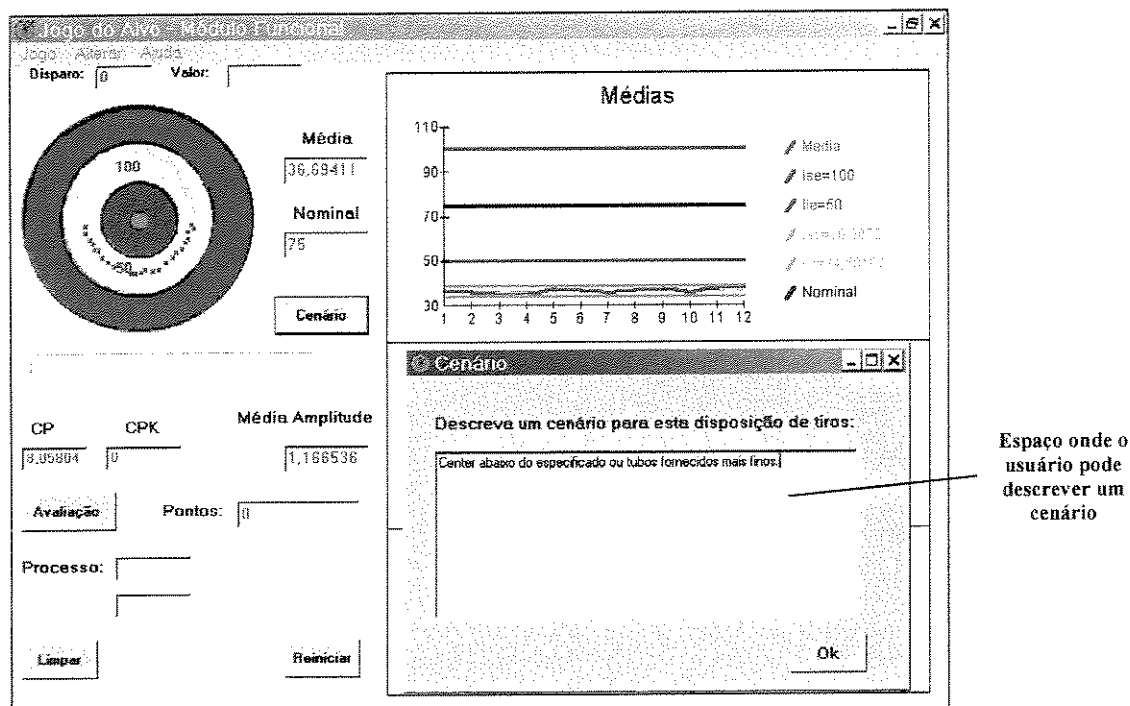 Jogo do Alvo - Módulo Funcional
Jogo Alterar Ajuda
Disparo: 0 Valor:
100
50
Média
36,69411
Nominal
75
Cenário
Médias
110
90
70
50
30
1 2 3 4 5 6 7 8 9 10 11 12
Média
lse=100
lie=50
Nominal
CP CPK Média Amplitude
8,05804 0 1,166536
Avaliação Pontos: 0
Processo:
Limpar Reiniciar
Cenário
Descreva um cenário para esta disposição de tiros:
Center abaixo do especificado ou tubos fornecidos mais finos.
Ok
Espaço onde o
usuário pode
descrever um
cenário